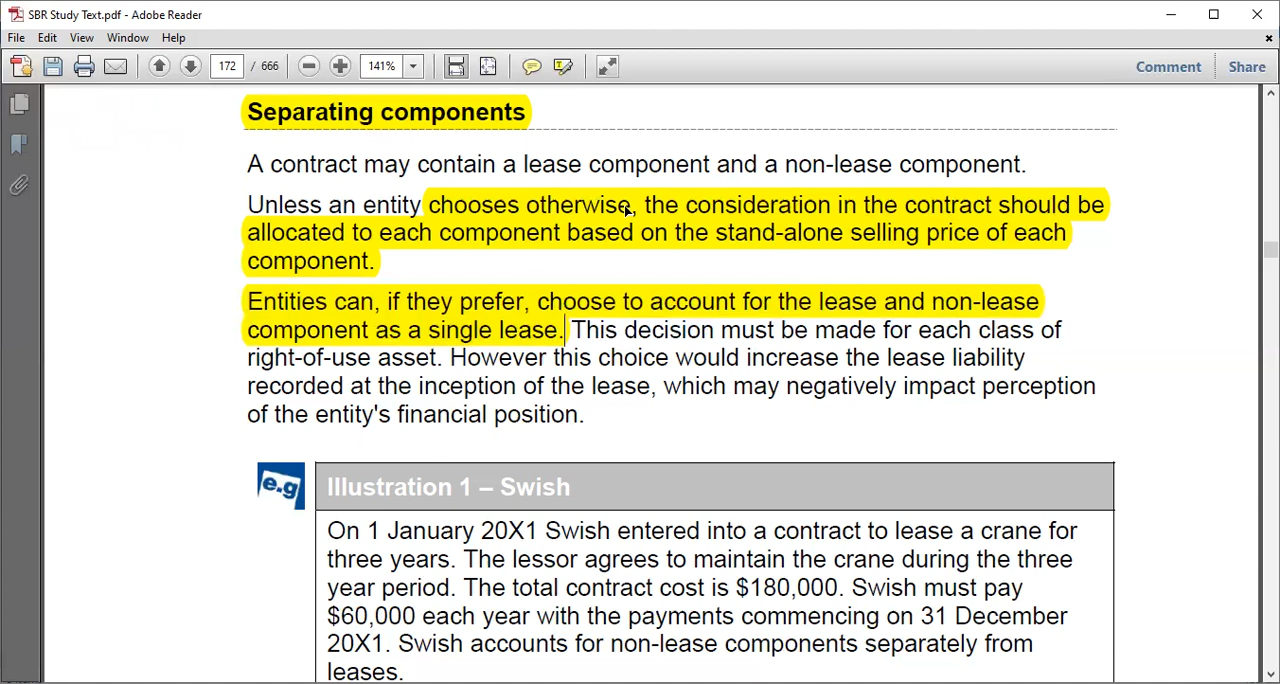 SBR Study Text.pdf - Adobe Reader
File Edit View Window Help
172 / 666 141% Comment Share
Separating components
A contract may contain a lease component and a non-lease component.
Unless an entity chooses otherwise, the consideration in the contract should be
allocated to each component based on the stand-alone selling price of each
component.
Entities can, if they prefer, choose to account for the lease and non-lease
component as a single lease. This decision must be made for each class of
right-of-use asset. However this choice would increase the lease liability
recorded at the inception of the lease, which may negatively impact perception
of the entity's financial position.
e.g Illustration 1 – Swish
On 1 January 20X1 Swish entered into a contract to lease a crane for
three years. The lessor agrees to maintain the crane during the three
year period. The total contract cost is $180,000. Swish must pay
$60,000 each year with the payments commencing on 31 December
20X1. Swish accounts for non-lease components separately from
leases.